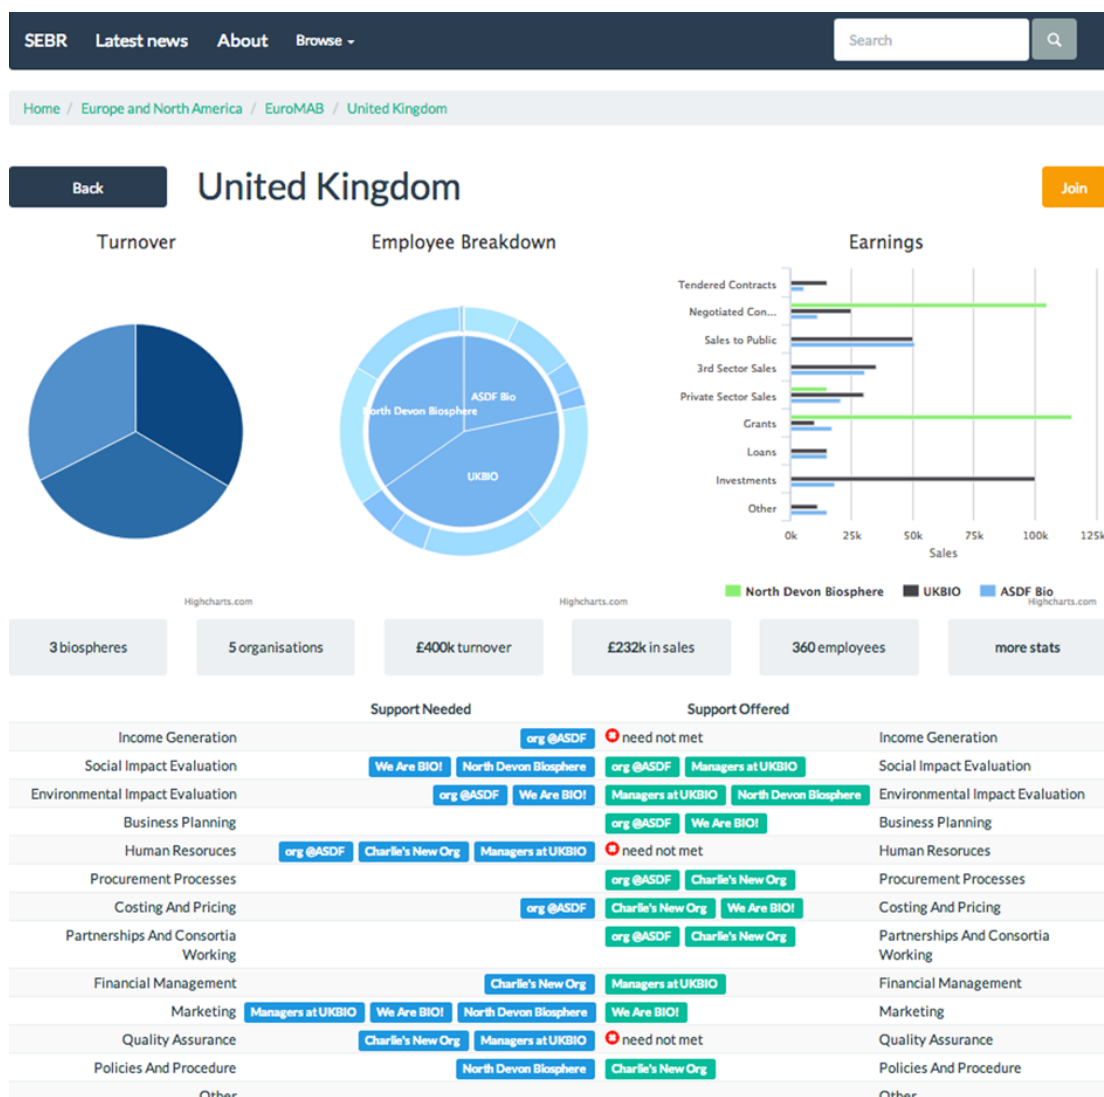 SEBR Latest news About Browse Search
Home / Europe and North America / EuroMAB / United Kingdom
Back United Kingdom Join
Turnover Employee Breakdown Earnings
ASDF Bio
North Devon Biosphere
UKBIO
Tendered Contracts
Negotiated Con...
Sales to Public
3rd Sector Sales
Private Sector Sales
Grants
Loans
Investments
Other
0k 25k 50k 75k 100k 125k
Sales
North Devon Biosphere UKBIO ASDF Bio
Highcharts.com Highcharts.com Highcharts.com
3 biospheres 5 organisations £400k turnover £232k in sales 360 employees more stats
Support Needed Support Offered
Income Generation org @ASDF need not met Income Generation
Social Impact Evaluation We Are BIO! North Devon Biosphere org @ASDF Managers at UKBIO Social Impact Evaluation
Environmental Impact Evaluation org @ASDF We Are BIO! Managers at UKBIO North Devon Biosphere Environmental Impact Evaluation
Business Planning org @ASDF We Are BIO! Business Planning
Human Resoruces org @ASDF Charlie's New Org Managers at UKBIO need not met Human Resoruces
Procurement Processes org @ASDF Charlie's New Org Procurement Processes
Costing And Pricing org @ASDF Charlie's New Org We Are BIO! Costing And Pricing
Partnerships And Consortia org @ASDF Charlie's New Org Partnerships And Consortia
Working Working
Financial Management Charlie's New Org Managers at UKBIO Financial Management
Marketing Managers at UKBIO We Are BIO! North Devon Biosphere We Are BIO! Marketing
Quality Assurance Charlie's New Org Managers at UKBIO need not met Quality Assurance
Policies And Procedure North Devon Biosphere Charlie's New Org Policies And Procedure
Other Other